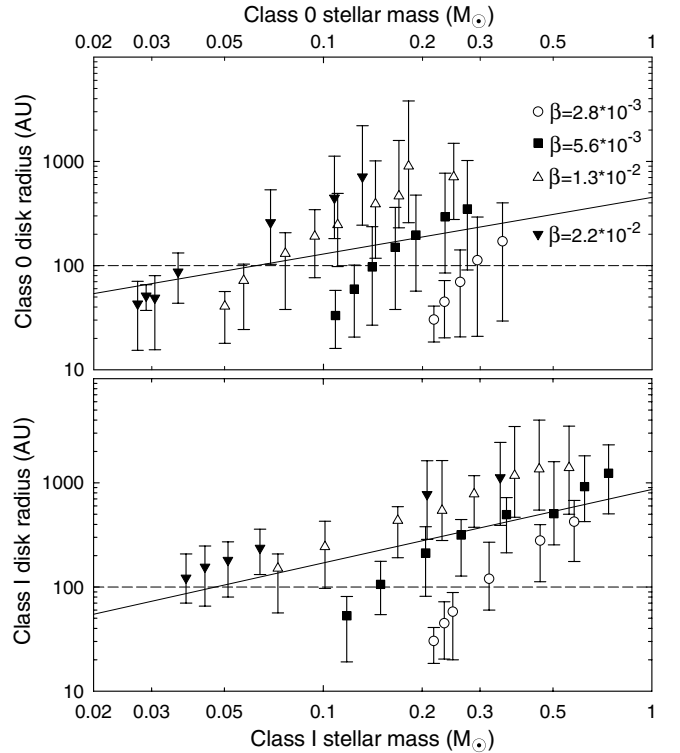 Class 0 stellar mass (M☉)
0.02 0.03 0.05 0.1 0.2 0.3 0.5 1
Class 0 disk radius (AU)
1000
100
10
β=2.8*10⁻³
β=5.6*10⁻³
β=1.3*10⁻²
β=2.2*10⁻²
Class I disk radius (AU)
1000
100
10
0.02 0.03 0.05 0.1 0.2 0.3 0.5 1
Class I stellar mass (M☉)